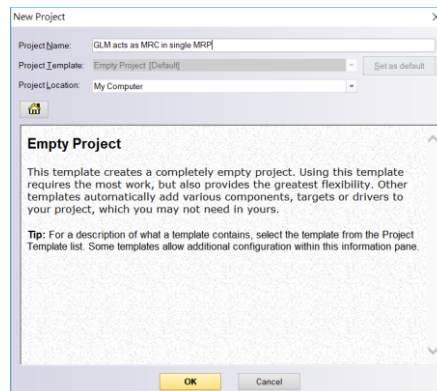 New Project
Project Name: GLM acts as MRC in single MRP
Project Template: Empty Project [Default]
Set as default
Project Location: My Computer
Empty Project
This template creates a completely empty project. Using this template
requires the most work, but also provides the greatest flexibility. Other
templates automatically add various components, targets or drivers to
your project, which you may not need in yours.
Tip: For a description of what a template contains, select the template from the Project
Template list. Some templates allow additional configuration within this information pane.
OK
Cancel